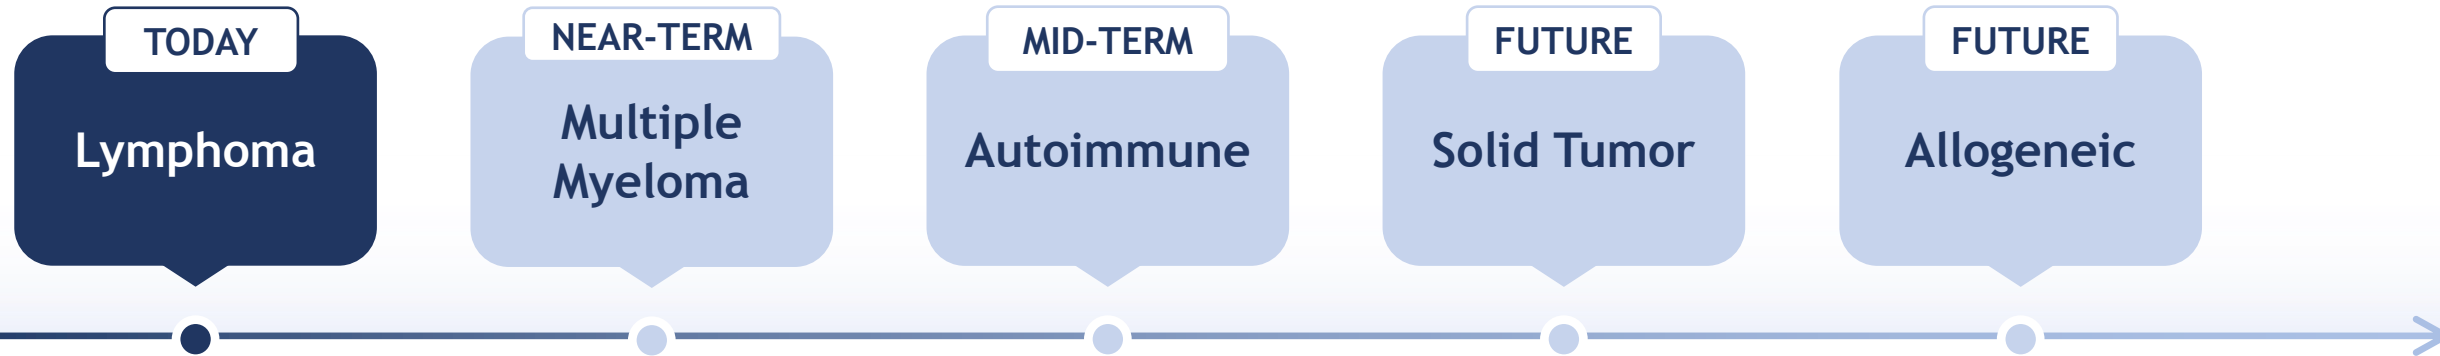 TODAY
Lymphoma
NEAR-TERM
Multiple
Myeloma
MID-TERM
Autoimmune
FUTURE
Solid Tumor
FUTURE
Allogeneic